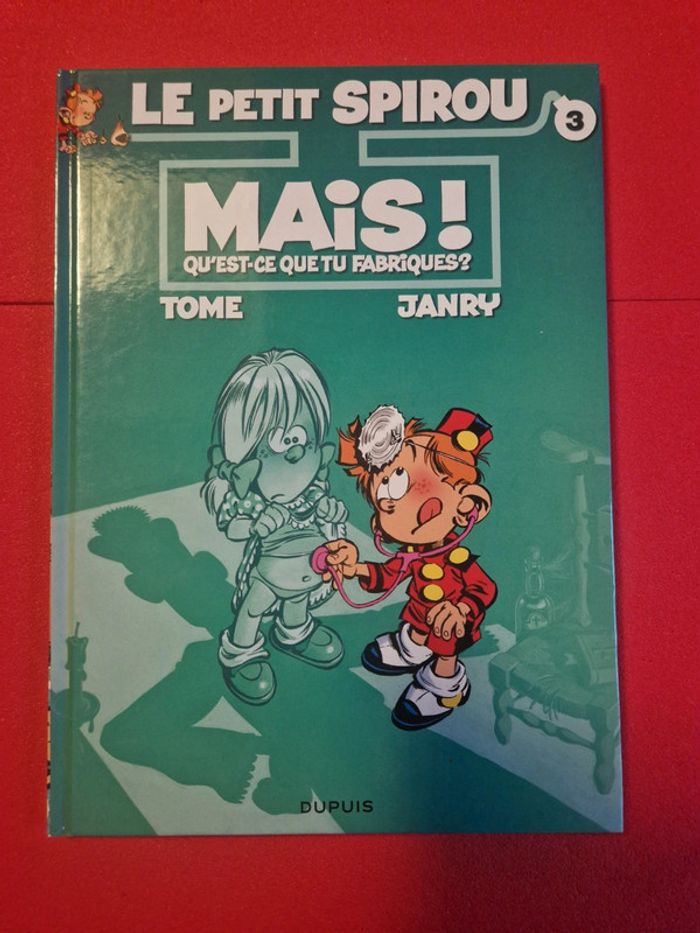 LE PETIT SPIROU
3
MAiS !
QU'EST-CE QUE TU FABRiQUES?
TOME
JANRY
DUPUIS